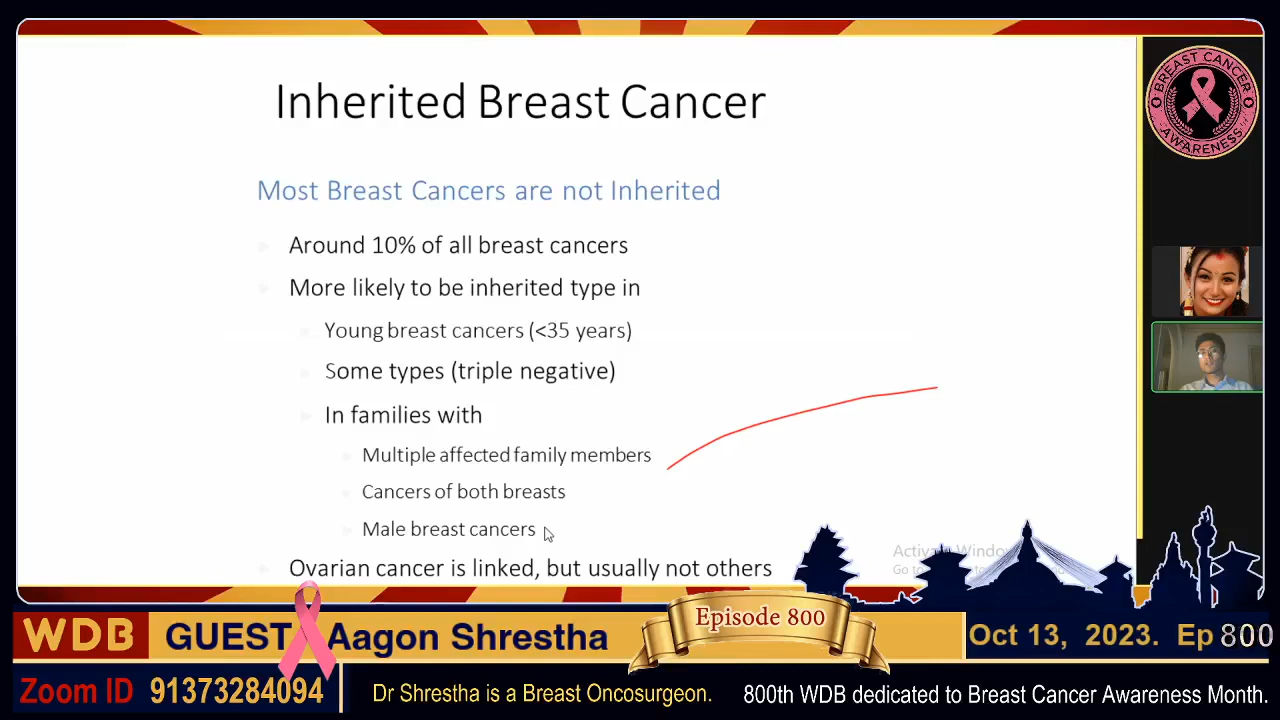 Inherited Breast Cancer
Most Breast Cancers are not Inherited
Around 10% of all breast cancers
More likely to be inherited type in
Young breast cancers (<35 years)
Some types (triple negative)
In families with
Multiple affected family members
Cancers of both breasts
Male breast cancers
Ovarian cancer is linked, but usually not others
BREAST CANCER
AWARENESS
Go to
Episode 800
WDB GUEST Aagon Shrestha
Oct 13, 2023. Ep 800
Zoom ID 91373284094
Dr Shrestha is a Breast Oncosurgeon.
800th WDB dedicated to Breast Cancer Awareness Month.